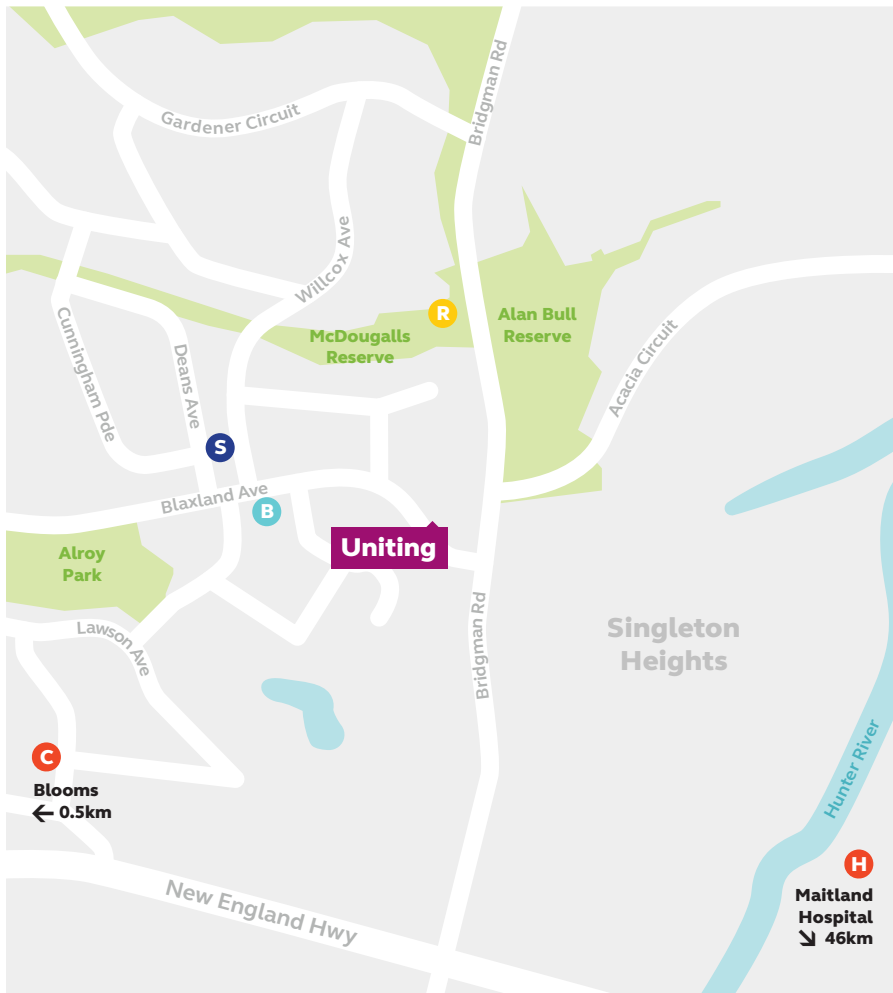 Gardener Circuit
Bridgman Rd
Willcox Ave
R
Alan Bull
Reserve
McDougalls
Reserve
Cunningham Pde
Deans Ave
Acacia Circuit
S
Blaxland Ave
B
Uniting
Alroy
Park
Lawson Ave
Bridgman Rd
Singleton
Heights
C
Blooms
← 0.5km
Hunter River
H
Maitland
Hospital
↘ 46km
New England Hwy